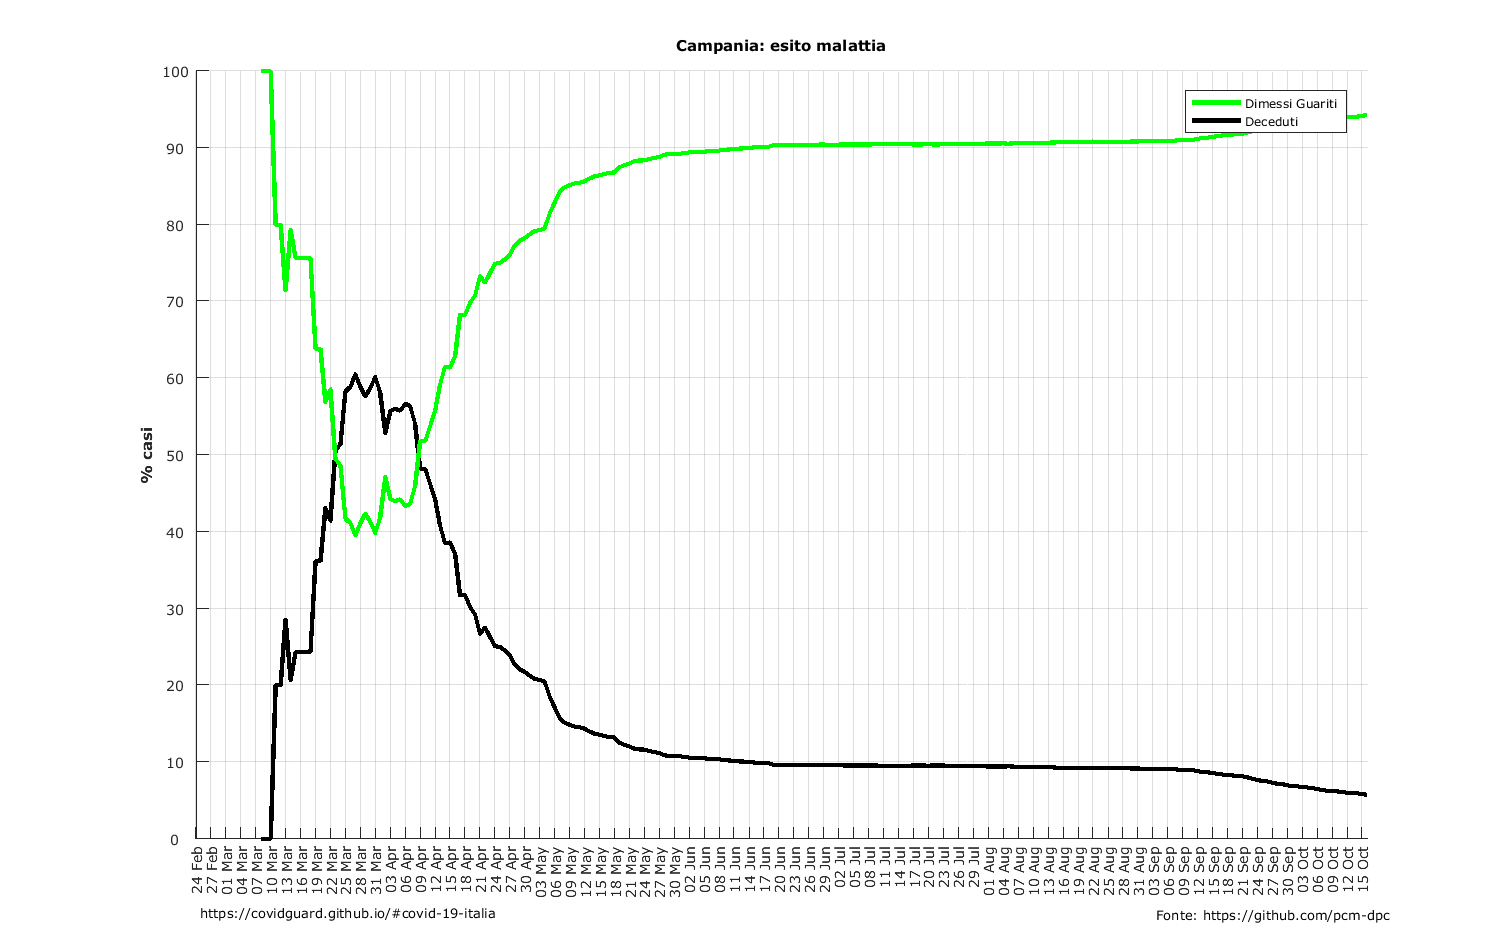 Campania: esito malattia
Dimessi Guariti
Deceduti
% casi
100
90
80
70
60
50
40
30
20
10
0
24 Feb
27 Feb
01 Mar
04 Mar
07 Mar
10 Mar
13 Mar
16 Mar
19 Mar
22 Mar
25 Mar
28 Mar
31 Mar
03 Apr
06 Apr
09 Apr
12 Apr
15 Apr
18 Apr
21 Apr
24 Apr
27 Apr
30 Apr
03 May
06 May
09 May
12 May
15 May
18 May
21 May
24 May
27 May
30 May
02 Jun
05 Jun
08 Jun
11 Jun
14 Jun
17 Jun
20 Jun
23 Jun
26 Jun
29 Jun
02 Jul
05 Jul
08 Jul
11 Jul
14 Jul
17 Jul
20 Jul
23 Jul
26 Jul
29 Jul
01 Aug
04 Aug
07 Aug
10 Aug
13 Aug
16 Aug
19 Aug
22 Aug
25 Aug
28 Aug
31 Aug
03 Sep
06 Sep
09 Sep
12 Sep
15 Sep
18 Sep
21 Sep
24 Sep
27 Sep
30 Sep
03 Oct
06 Oct
09 Oct
12 Oct
15 Oct
https://covidguard.github.io/#covid-19-italia
Fonte: https://github.com/pcm-dpc